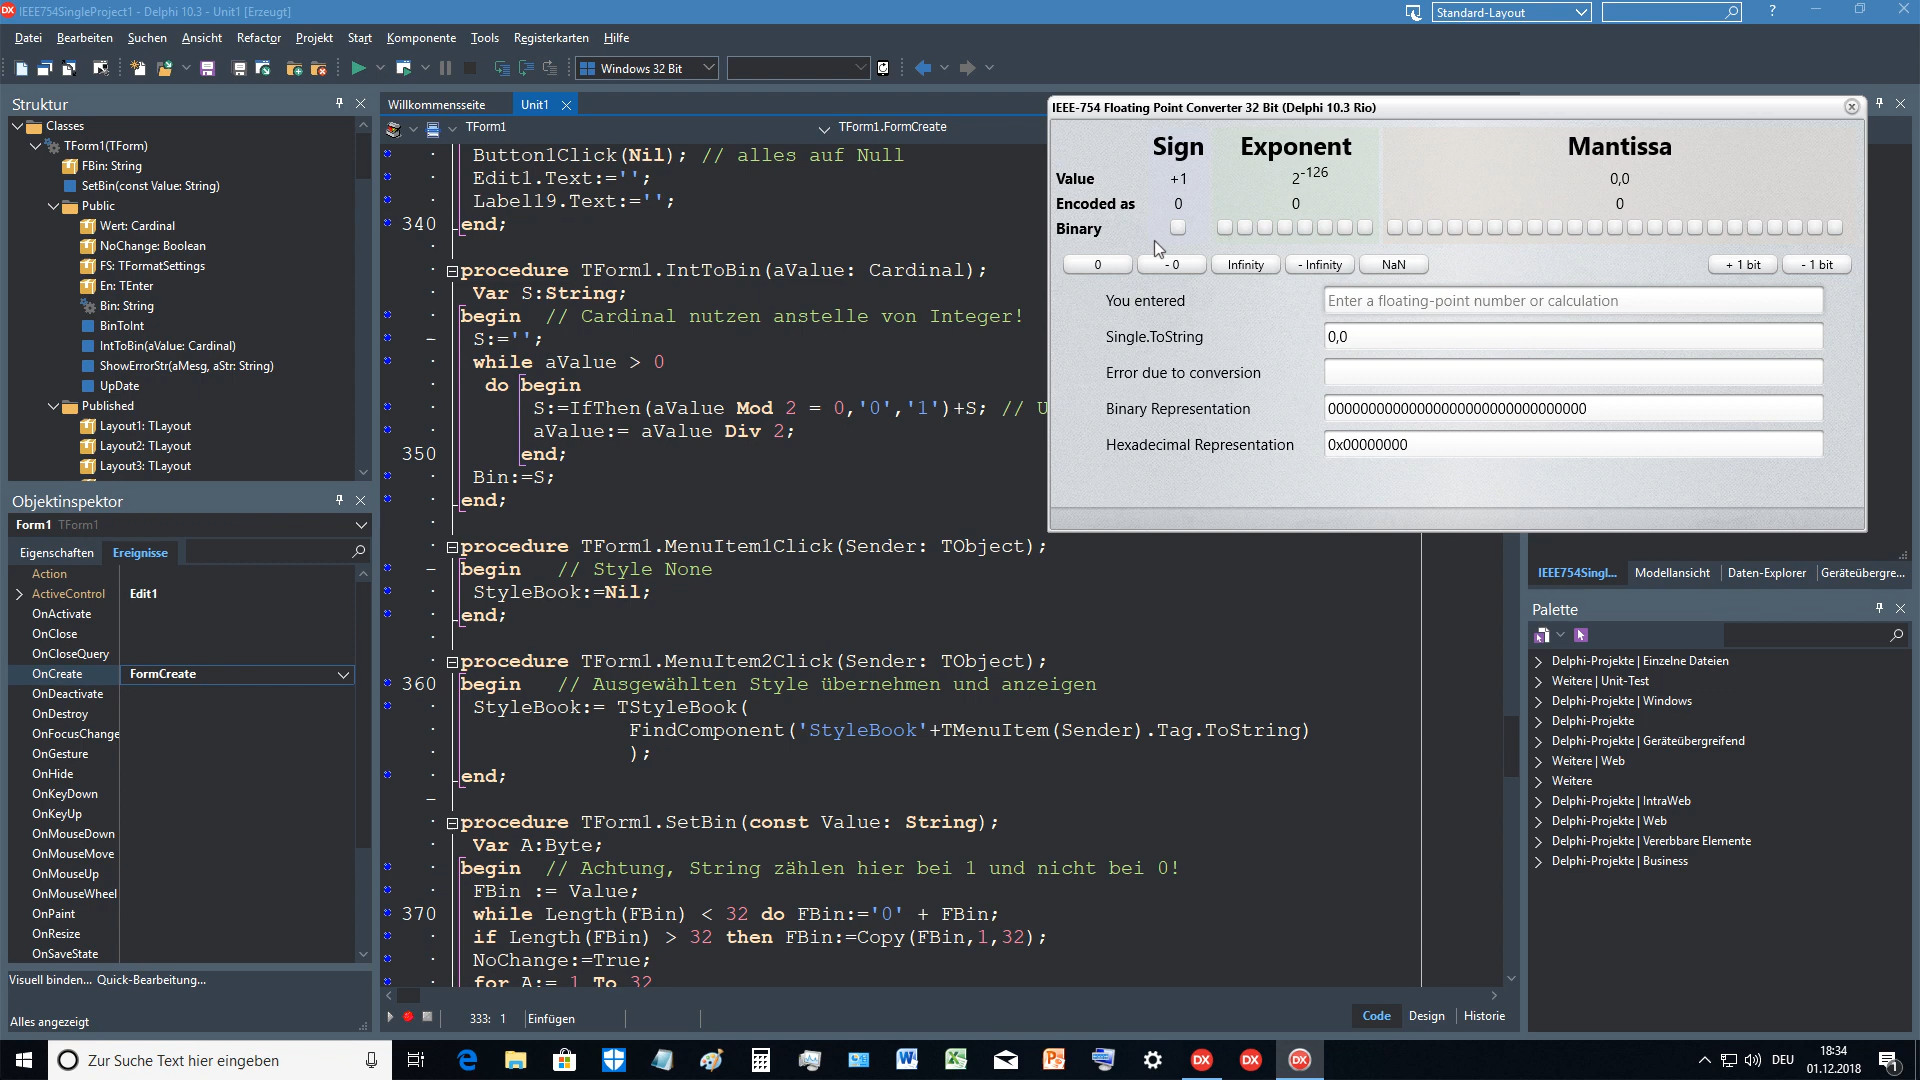 IEEE754SingleProject1 - Delphi 10.3 - Unit1 [Erzeugt]
Standard-Layout
Datei Bearbeiten Suchen Ansicht Refactor Projekt Start Komponente Tools Registerkarten Hilfe
Windows 32 Bit
Struktur
Classes
TForm1(TForm)
FBin: String
SetBin(const Value: String)
Public
Wert: Cardinal
NoChange: Boolean
FS: TFormatSettings
En: TEnter
Bin: String
BinToInt
IntToBin(aValue: Cardinal)
ShowErrorStr(aMesg, aStr: String)
UpDate
Published
Layout1: TLayout
Layout2: TLayout
Layout3: TLayout
Objektinspektor
Form1 TForm1
Eigenschaften Ereignisse
Action
ActiveControl Edit1
OnActivate
OnClose
OnCloseQuery
OnCreate FormCreate
OnDeactivate
OnDestroy
OnFocusChange
OnGesture
OnHide
OnKeyDown
OnKeyUp
OnMouseDown
OnMouseMove
OnMouseUp
OnMouseWheel
OnPaint
OnResize
OnSaveState
Visuell binden... Quick-Bearbeitung...
Alles angezeigt
Willkommensseite Unit1
TForm1 TForm1.FormCreate
Button1Click(Nil); // alles auf Null
Edit1.Text:='';
Label19.Text:='';
340 end;
procedure TForm1.IntToBin(aValue: Cardinal);
Var S:String;
begin // Cardinal nutzen anstelle von Integer!
S:='';
while aValue > 0
do begin
S:=IfThen(aValue Mod 2 = 0,'0','1')+S; // U
aValue:= aValue Div 2;
350 end;
Bin:=S;
end;
procedure TForm1.MenuItem1Click(Sender: TObject);
begin // Style None
StyleBook:=Nil;
end;
procedure TForm1.MenuItem2Click(Sender: TObject);
360 begin // Ausgewählten Style übernehmen und anzeigen
StyleBook:= TStyleBook(
FindComponent('StyleBook'+TMenuItem(Sender).Tag.ToString)
);
end;
procedure TForm1.SetBin(const Value: String);
Var A:Byte;
begin // Achtung, String zählen hier bei 1 und nicht bei 0!
FBin := Value;
370 while Length(FBin) < 32 do FBin:='0' + FBin;
if Length(FBin) > 32 then FBin:=Copy(FBin,1,32);
NoChange:=True;
for A:= 1 To 32
333: 1 Einfügen
Code Design Historie
IEEE-754 Floating Point Converter 32 Bit (Delphi 10.3 Rio)
Sign Exponent Mantissa
Value +1 2-126 0,0
Encoded as 0 0 0
Binary
0 - 0 Infinity - Infinity NaN + 1 bit - 1 bit
You entered Enter a floating-point number or calculation
Single.ToString 0,0
Error due to conversion
Binary Representation 00000000000000000000000000000000
Hexadecimal Representation 0x00000000
IEEE754Singl... Modellansicht Daten-Explorer Geräteübergre...
Palette
Delphi-Projekte | Einzelne Dateien
Weitere | Unit-Test
Delphi-Projekte | Windows
Delphi-Projekte
Delphi-Projekte | Geräteübergreifend
Weitere | Web
Weitere
Delphi-Projekte | IntraWeb
Delphi-Projekte | Web
Delphi-Projekte | Vererbbare Elemente
Delphi-Projekte | Business
Zur Suche Text hier eingeben
DEU
18:34
01.12.2018